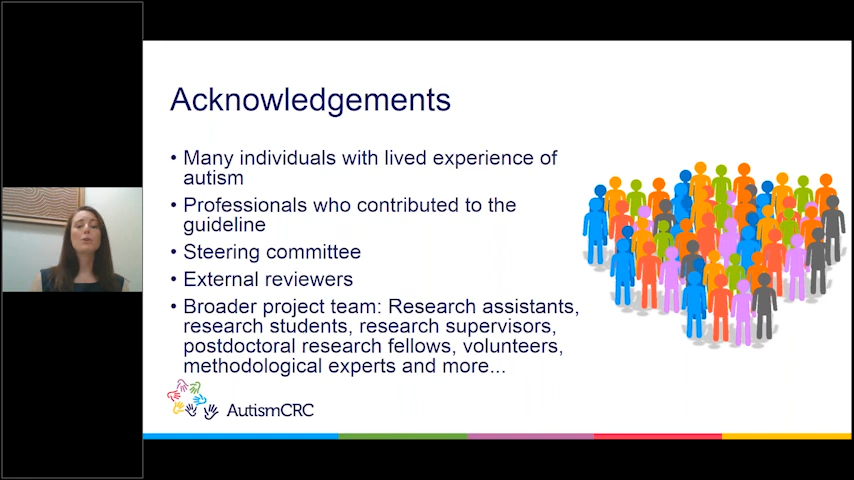 Acknowledgements
• Many individuals with lived experience of
autism
• Professionals who contributed to the
guideline
• Steering committee
• External reviewers
• Broader project team: Research assistants,
research students, research supervisors,
postdoctoral research fellows, volunteers,
methodological experts and more...
AutismCRC